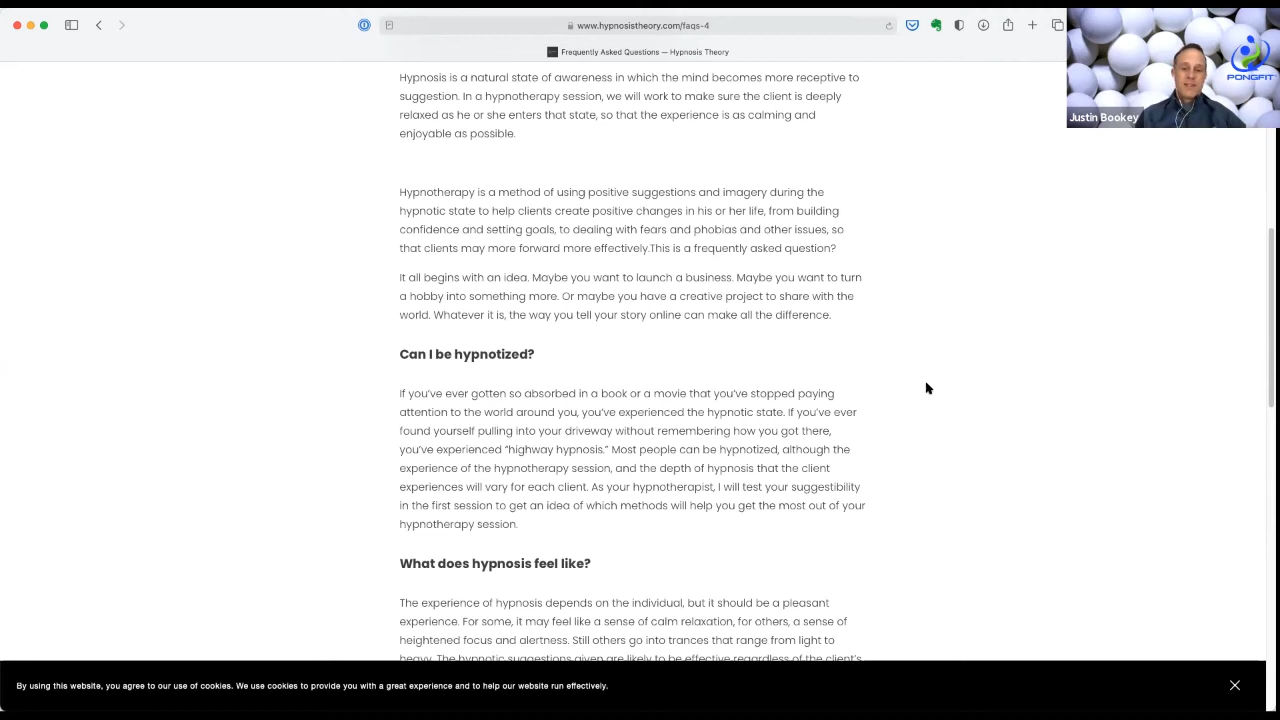 www.hypnosistheory.com/faqs-4
Frequently Asked Questions — Hypnosis Theory
PONGFIT
Justin Bookey
Hypnosis is a natural state of awareness in which the mind becomes more receptive to
suggestion. In a hypnotherapy session, we will work to make sure the client is deeply
relaxed as he or she enters that state, so that the experience is as calming and
enjoyable as possible.
Hypnotherapy is a method of using positive suggestions and imagery during the
hypnotic state to help clients create positive changes in his or her life, from building
confidence and setting goals, to dealing with fears and phobias and other issues, so
that clients may more forward more effectively.This is a frequently asked question?
It all begins with an idea. Maybe you want to launch a business. Maybe you want to turn
a hobby into something more. Or maybe you have a creative project to share with the
world. Whatever it is, the way you tell your story online can make all the difference.
Can I be hypnotized?
If you’ve ever gotten so absorbed in a book or a movie that you’ve stopped paying
attention to the world around you, you’ve experienced the hypnotic state. If you’ve ever
found yourself pulling into your driveway without remembering how you got there,
you’ve experienced “highway hypnosis.” Most people can be hypnotized, although the
experience of the hypnotherapy session, and the depth of hypnosis that the client
experiences will vary for each client. As your hypnotherapist, I will test your suggestibility
in the first session to get an idea of which methods will help you get the most out of your
hypnotherapy session.
What does hypnosis feel like?
The experience of hypnosis depends on the individual, but it should be a pleasant
experience. For some, it may feel like a sense of calm relaxation, for others, a sense of
heightened focus and alertness. Still others go into trances that range from light to
heavy. The hypnotic suggestions given are likely to be effective regardless of the client’s
By using this website, you agree to our use of cookies. We use cookies to provide you with a great experience and to help our website run effectively.